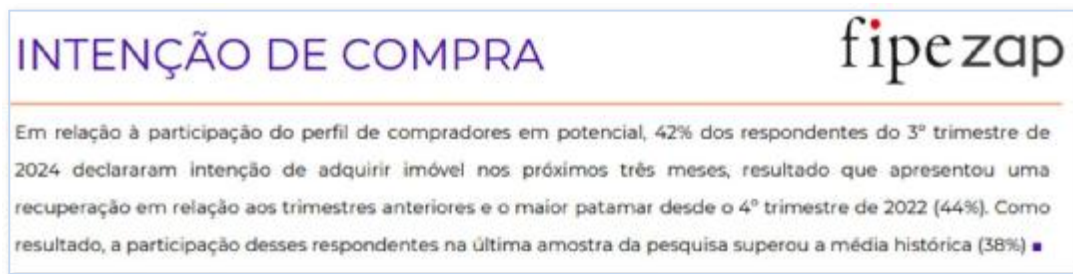 INTENÇÃO DE COMPRA
fipezap
Em relação à participação do perfil de compradores em potencial, 42% dos respondentes do 3º trimestre de
2024 declararam intenção de adquirir imóvel nos próximos três meses, resultado que apresentou uma
recuperação em relação aos trimestres anteriores e o maior patamar desde o 4º trimestre de 2022 (44%). Como
resultado, a participação desses respondentes na última amostra da pesquisa superou a média histórica (38%) ■